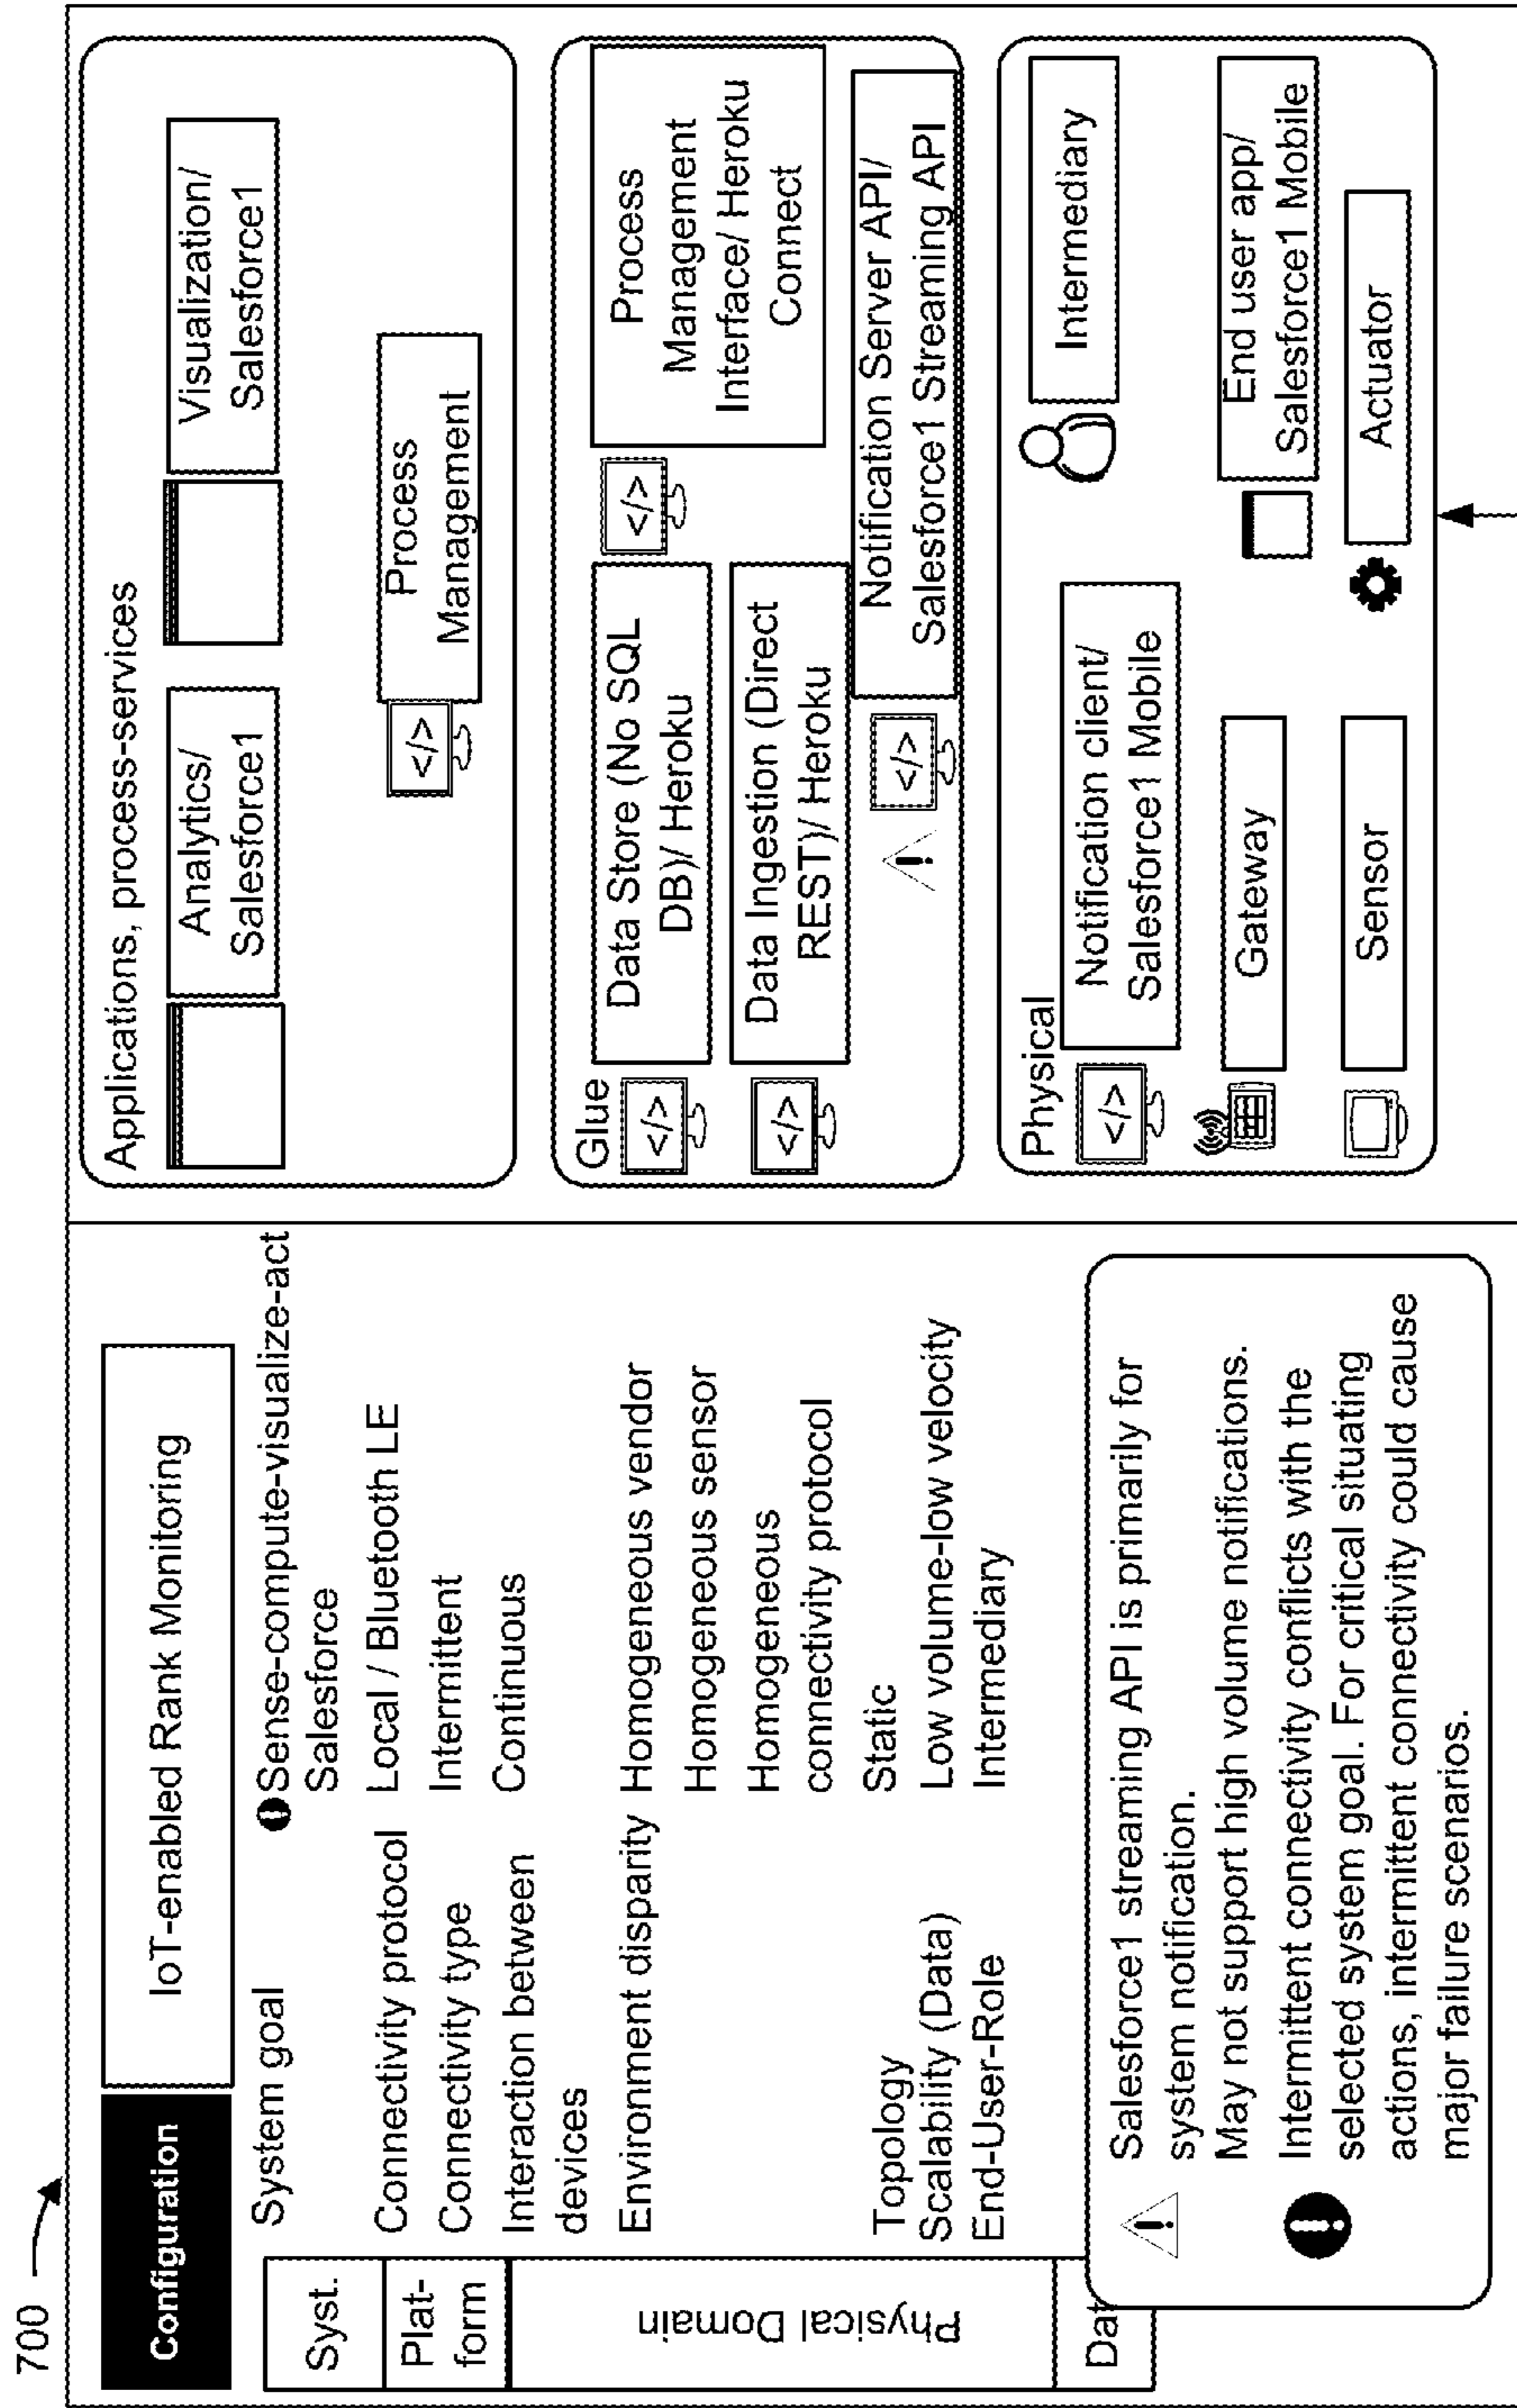 700
Configuration
IoT-enabled Rank Monitoring
Syst.
Plat-
form
Physical Domain
Dat
System goal
Sense-compute-visualize-act
Salesforce
Connectivity protocol
Local / Bluetooth LE
Connectivity type
Intermittent
Interaction between
devices
Continuous
Environment disparity
Homogeneous vendor
Homogeneous sensor
Homogeneous
connectivity protocol
Topology
Static
Scalability (Data)
Low volume-low velocity
End-User-Role
Intermediary
Salesforce1 streaming API is primarily for
system notification.
May not support high volume notifications.
Intermittent connectivity conflicts with the
selected system goal. For critical situating
actions, intermittent connectivity could cause
major failure scenarios.
Applications, process-services
Analytics/
Salesforce1
Visualization/
Salesforce1
Process
Management
Glue
</>
Data Store (No SQL
DB)/ Heroku
</>
Process
Management
Interface/ Heroku
Connect
</>
Data Ingestion (Direct
REST)/ Heroku
</>
Notification Server API/
Salesforce1 Streaming API
</>
Physical
</>
Notification client/
Salesforce1 Mobile
Intermediary
Gateway
End user app/
Salesforce1 Mobile
Sensor
Actuator